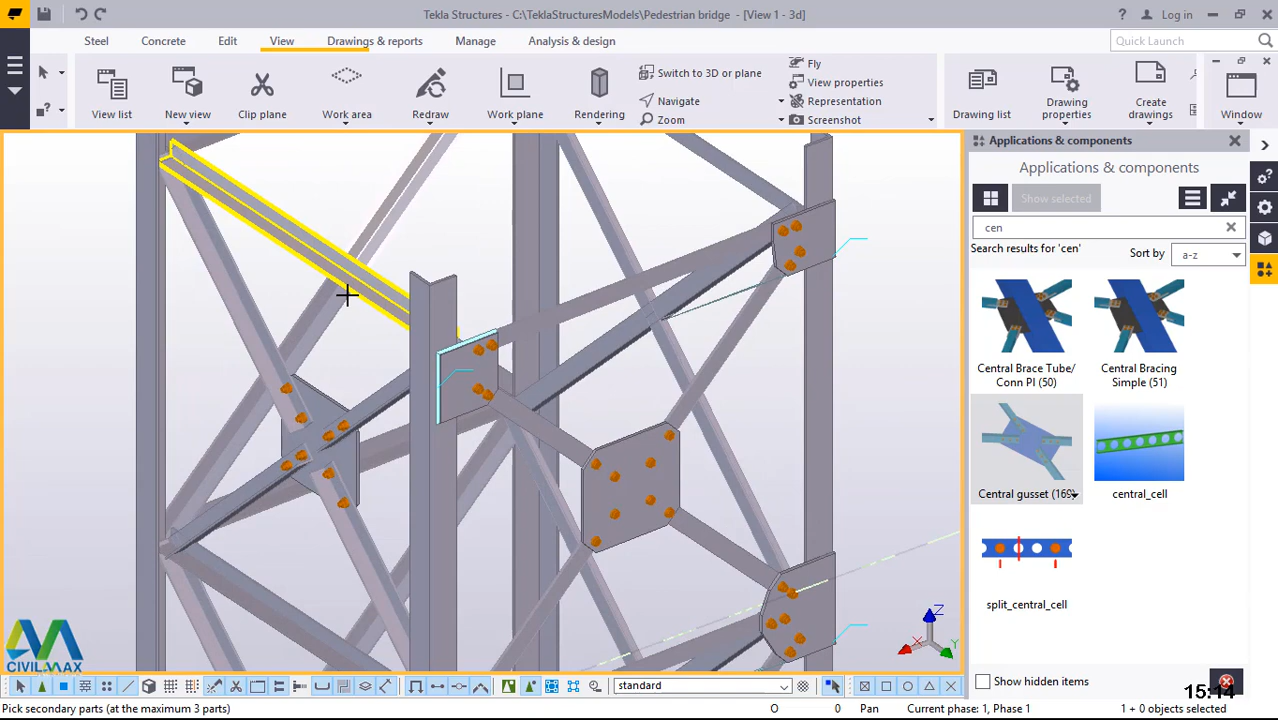 Tekla Structures - C:\TeklaStructuresModels\Pedestrian bridge - [View 1 - 3d]
Log in
Steel
Concrete
Edit
View
Drawings & reports
Manage
Analysis & design
Quick Launch
View list
New view
Clip plane
Work area
Redraw
Work plane
Rendering
Switch to 3D or plane
Navigate
Zoom
Fly
View properties
Representation
Screenshot
Drawing list
Drawing properties
Create drawings
Window
Applications & components
Applications & components
Show selected
cen
Search results for 'cen'
Sort by
a-z
Central Brace Tube/ Conn Pl (50)
Central Bracing Simple (51)
Central gusset (169)
central_cell
split_central_cell
Show hidden items
15:14
Z
X
Y
CIVILMAX
standard
Pick secondary parts (at the maximum 3 parts)
O
0
Pan
Current phase: 1, Phase 1
1 + 0 objects selected